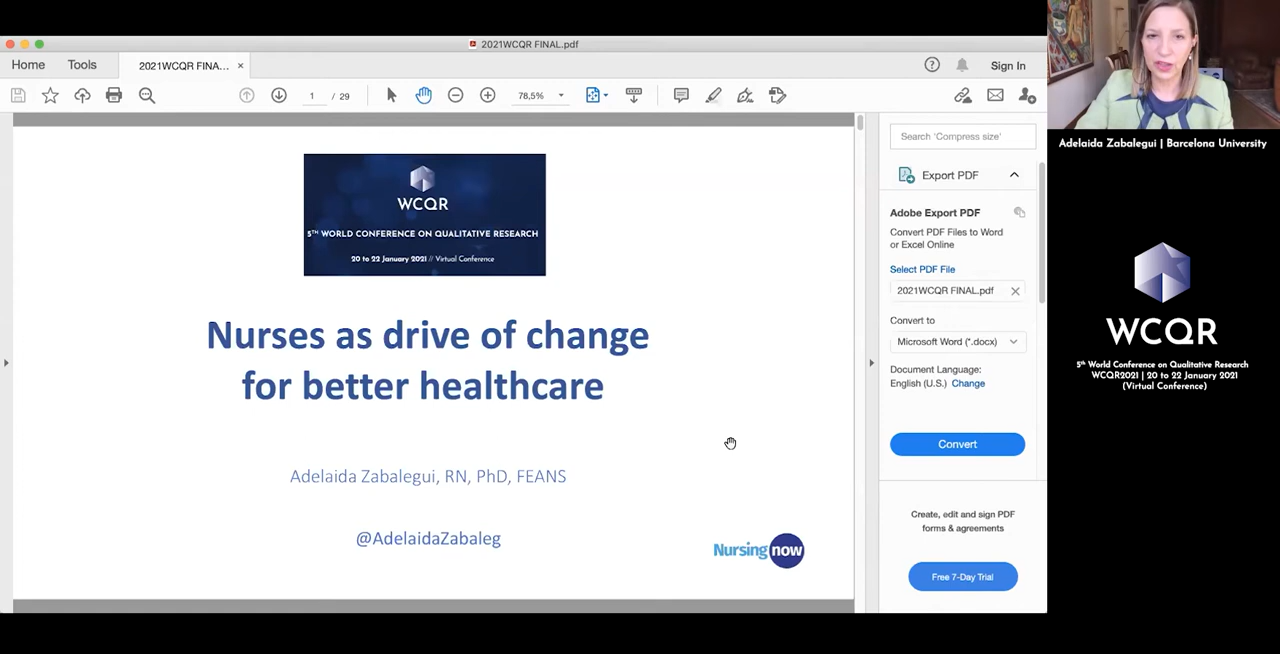 2021WCQR FINAL.pdf
Home
Tools
2021WCQR FINA... ×
Sign In
1 / 29
78,5%
WCQR
5TH WORLD CONFERENCE ON QUALITATIVE RESEARCH
20 to 22 January 2021 // Virtual Conference
Nurses as drive of change
for better healthcare
Adelaida Zabalegui, RN, PhD, FEANS
@AdelaidaZabaleg
Nursing now
Search 'Compress size'
Export PDF
Adobe Export PDF
Convert PDF Files to Word
or Excel Online
Select PDF File
2021WCQR FINAL.pdf
Convert to
Microsoft Word (*.docx)
Document Language:
English (U.S.) Change
Convert
Create, edit and sign PDF
forms & agreements
Free 7-Day Trial
Adelaida Zabalegui | Barcelona University
WCQR
5th World Conference on Qualitative Research
WCQR2021 | 20 to 22 January 2021
(Virtual Conference)